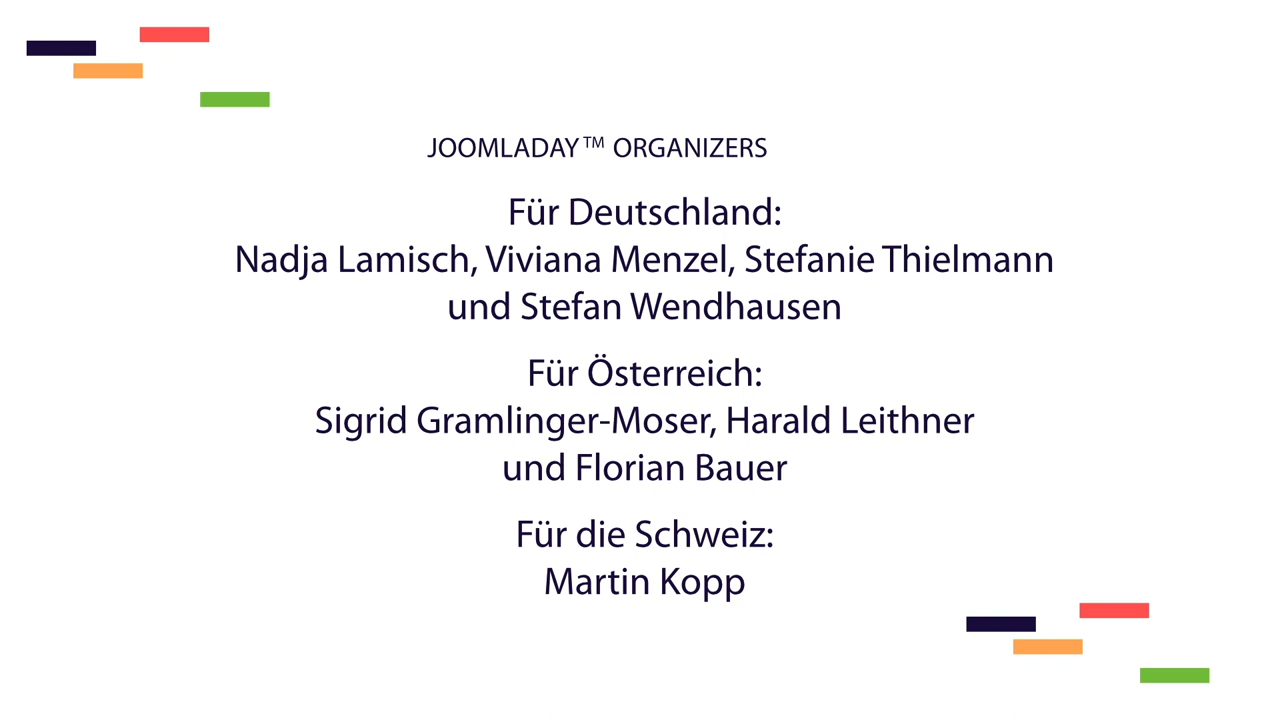 JOOMLADAY™ ORGANIZERS
Für Deutschland:
Nadja Lamisch, Viviana Menzel, Stefanie Thielmann
und Stefan Wendhausen
Für Österreich:
Sigrid Gramlinger-Moser, Harald Leithner
und Florian Bauer
Für die Schweiz:
Martin Kopp